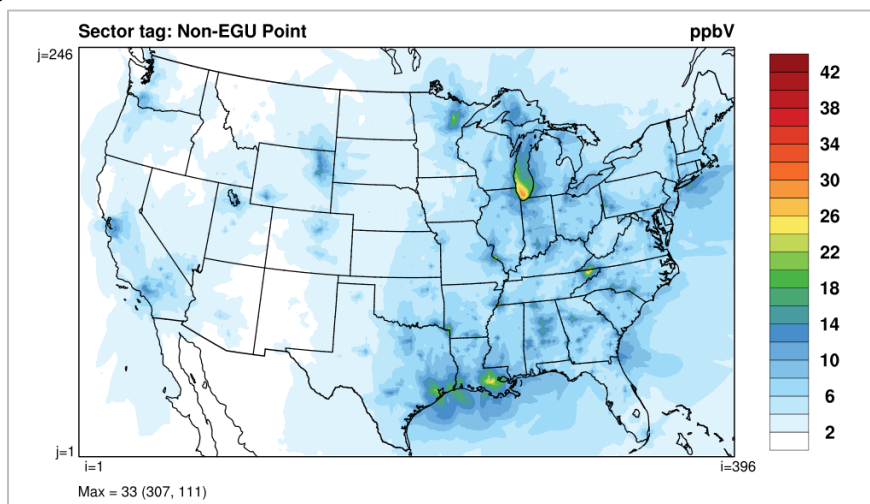 Sector tag: Non-EGU Point ppbV
j=246
42
38
34
30
26
22
18
14
10
6
2
j=1
i=1 i=396
Max = 33 (307, 111)